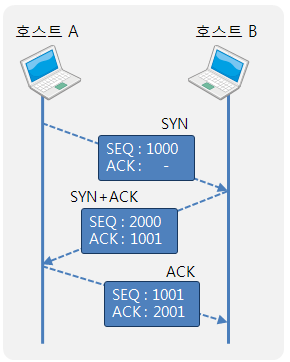 호스트 A
호스트 B
SYN
SEQ : 1000
ACK : -
SYN+ACK
SEQ : 2000
ACK : 1001
ACK
SEQ : 1001
ACK : 2001